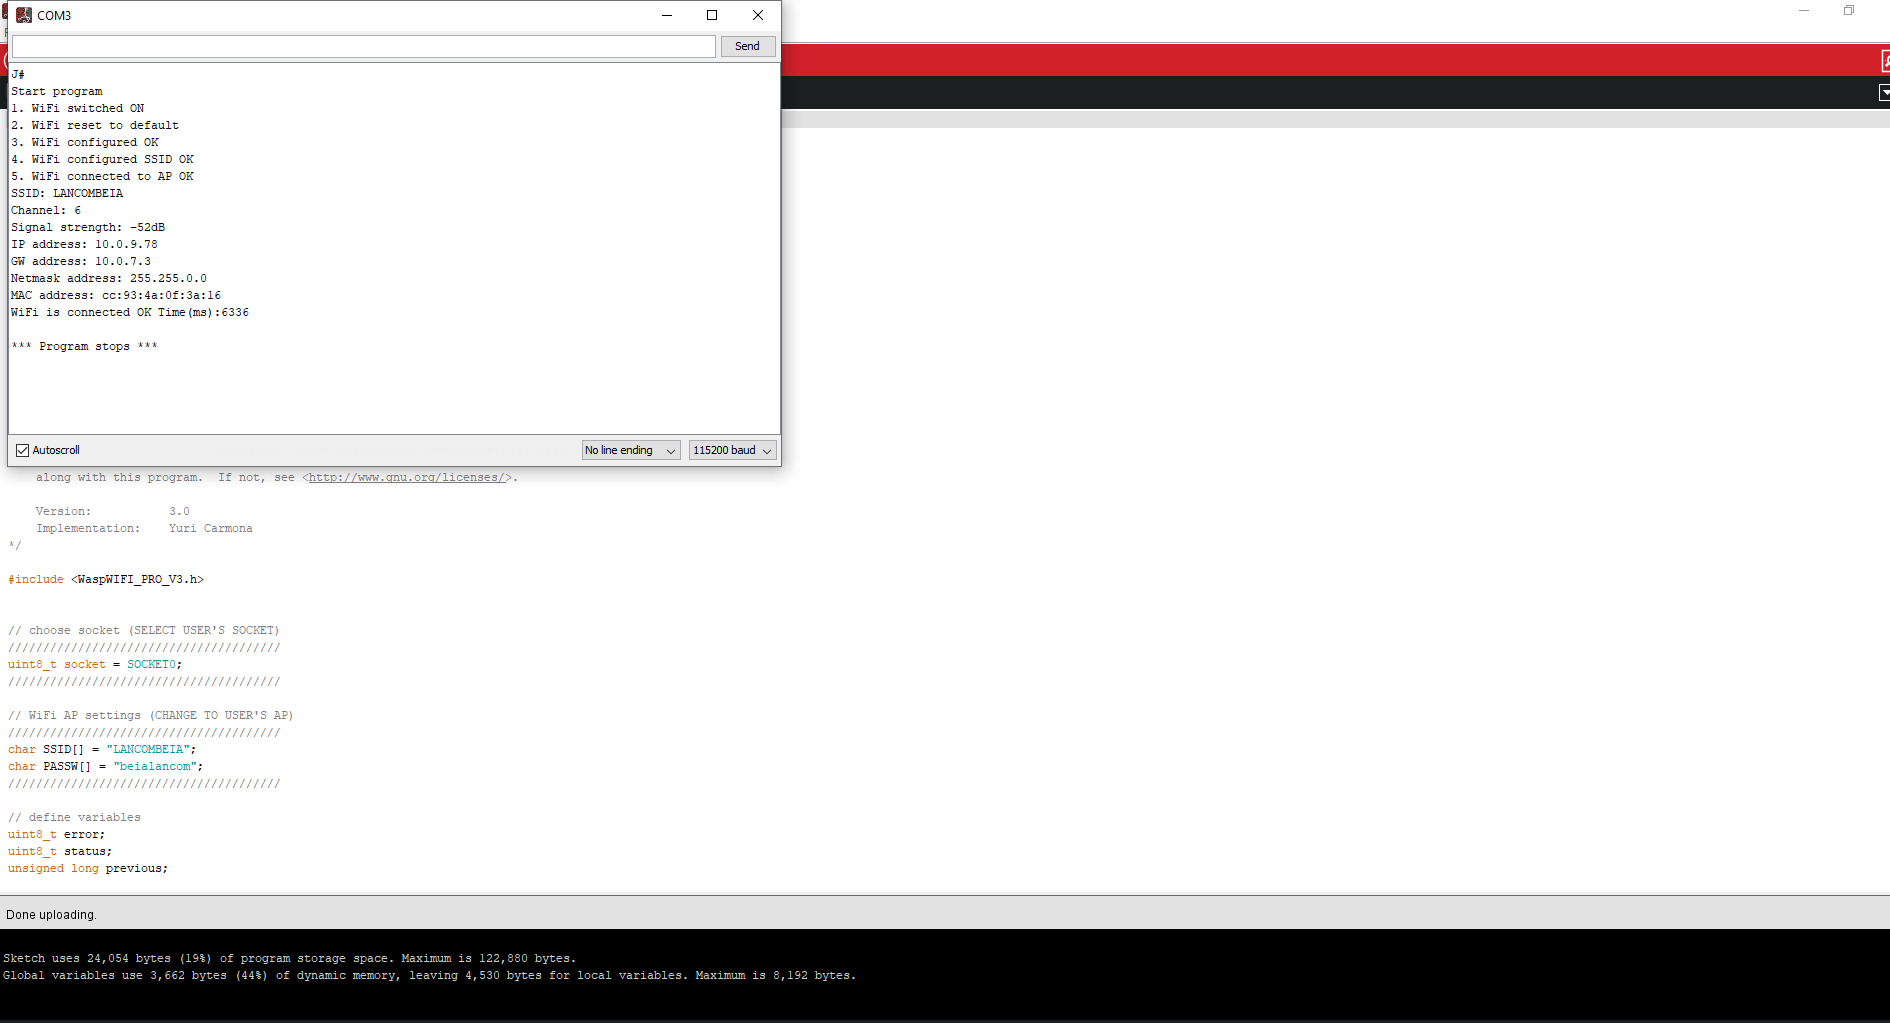 COM3
Send
J#
Start program
1. WiFi switched ON
2. WiFi reset to default
3. WiFi configured OK
4. WiFi configured SSID OK
5. WiFi connected to AP OK
SSID: LANCOMBEIA
Channel: 6
Signal strength: -52dB
IP address: 10.0.9.78
GW address: 10.0.7.3
Netmask address: 255.255.0.0
MAC address: cc:93:4a:0f:3a:16
WiFi is connected OK Time(ms):6336
*** Program stops ***
Autoscroll
No line ending
115200 baud
along with this program.  If not, see <http://www.gnu.org/licenses/>.
Version:           3.0
Implementation:    Yuri Carmona
*/
#include <WaspWIFI_PRO_V3.h>
// choose socket (SELECT USER'S SOCKET)
///////////////////////////////////////
uint8_t socket = SOCKET0;
///////////////////////////////////////
// WiFi AP settings (CHANGE TO USER'S AP)
///////////////////////////////////////
char SSID[] = "LANCOMBEIA";
char PASSW[] = "beialancom";
///////////////////////////////////////
// define variables
uint8_t error;
uint8_t status;
unsigned long previous;
Done uploading.
Sketch uses 24,054 bytes (19%) of program storage space. Maximum is 122,880 bytes.
Global variables use 3,662 bytes (44%) of dynamic memory, leaving 4,530 bytes for local variables. Maximum is 8,192 bytes.